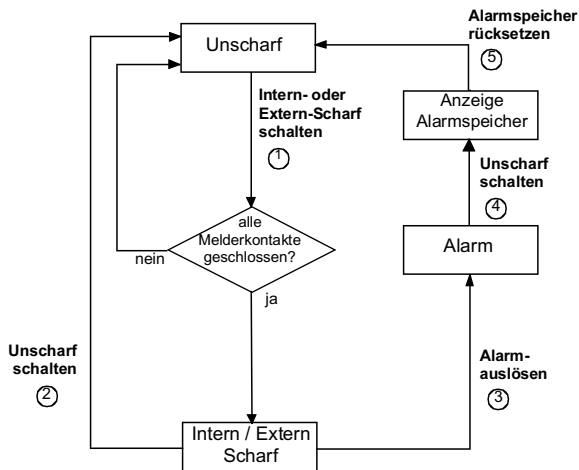 Unscharf
Intern- oder
Extern-Scharf
schalten
1
alle
Melderkontakte
geschlossen?
nein
ja
Unscharf
schalten
2
Intern / Extern
Scharf
Alarm-
auslösen
3
Alarm
Unscharf
schalten
4
Anzeige
Alarmspeicher
Alarmspeicher
rücksetzen
5